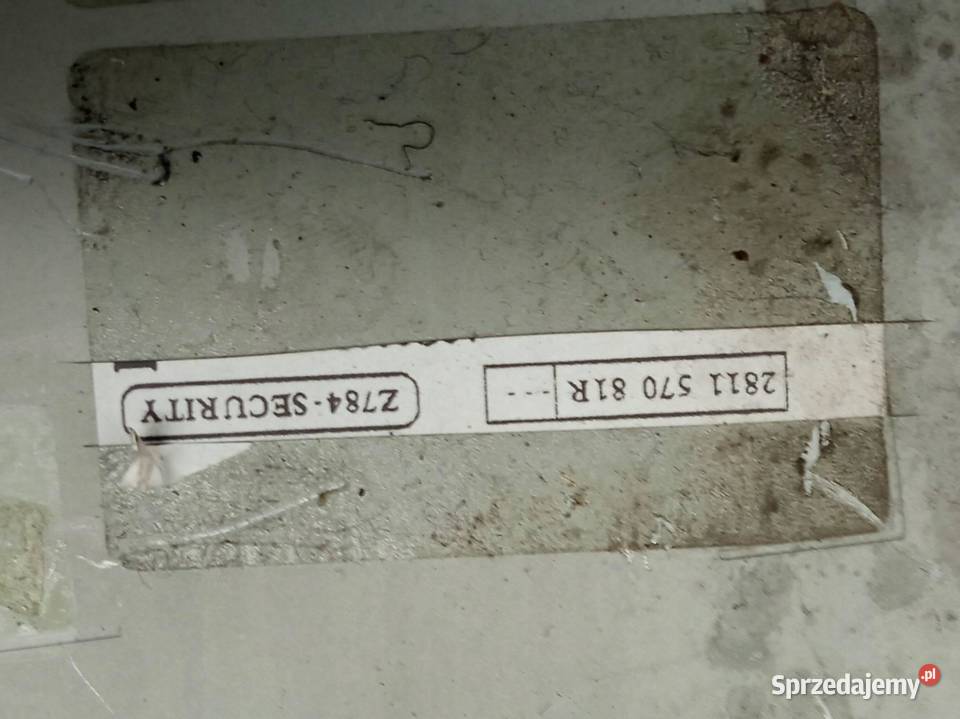 2811 570 81R --- Z784-SECURITY
Sprzedajemy.pl